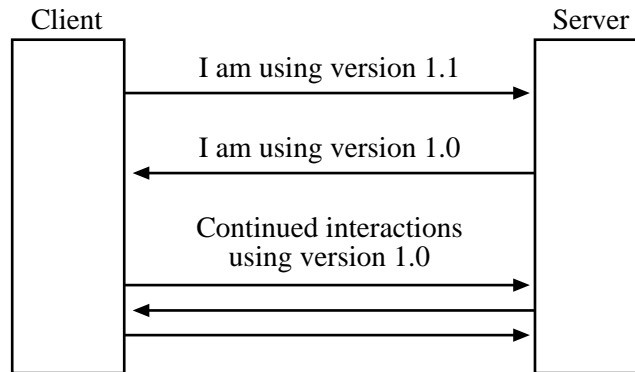 Client
Server
I am using version 1.1
I am using version 1.0
Continued interactions
using version 1.0